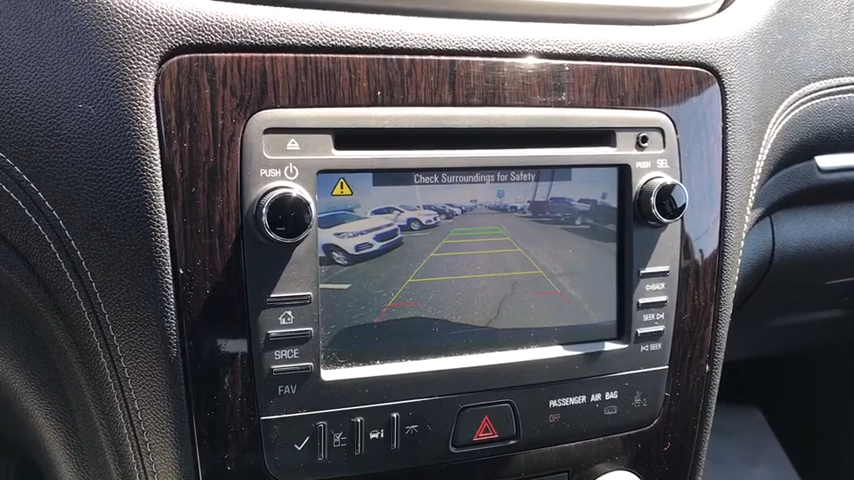 PUSH
PUSH SEL
Check Surroundings for Safety
BACK
SEEK
SEEK
SRCE
FAV
PASSENGER AIR BAG
OFF